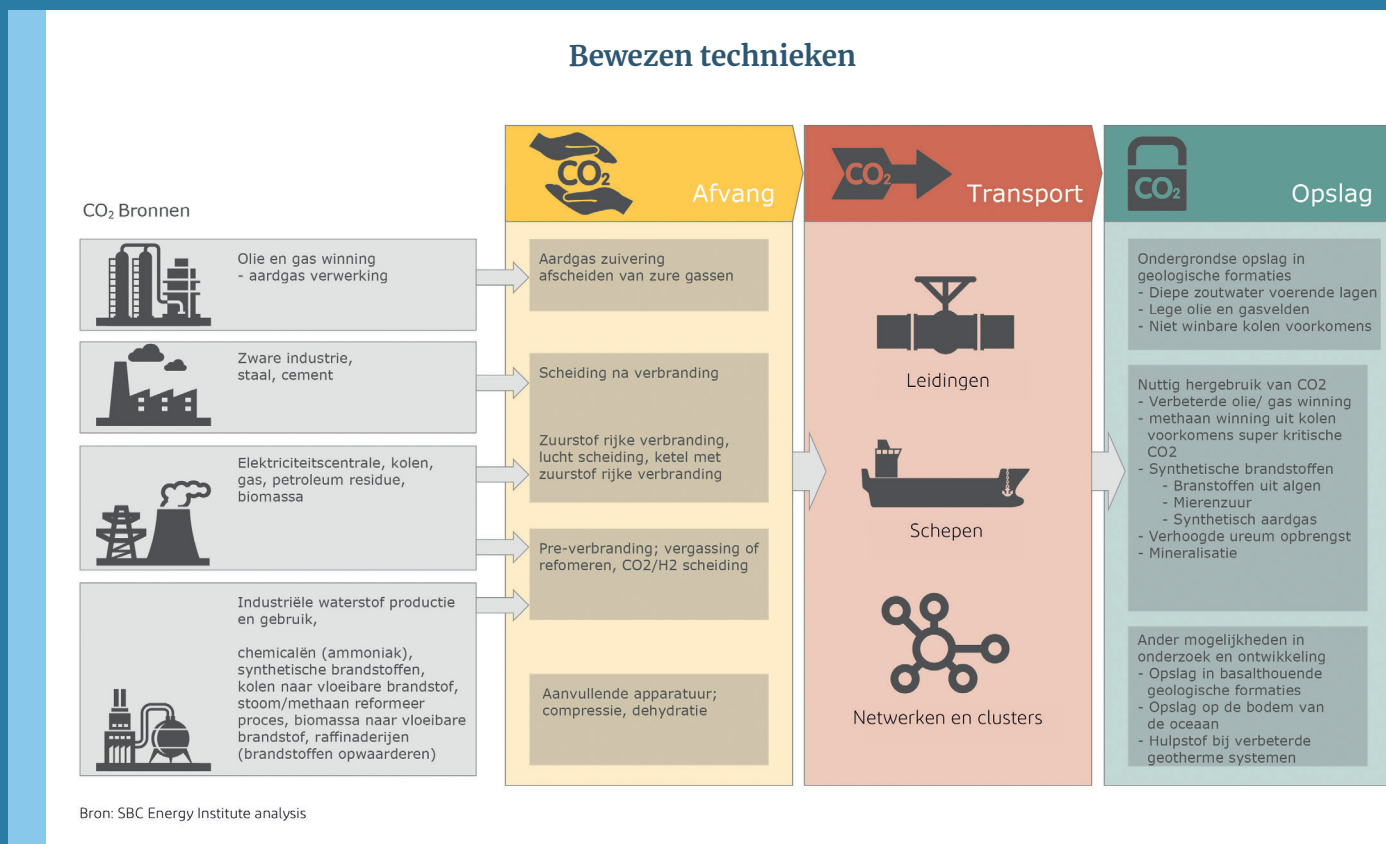 Bewezen technieken
CO₂ Bronnen
CO₂
Afvang
CO₂
Transport
CO₂
Opslag
Olie en gas winning
- aardgas verwerking
Zware industrie,
staal, cement
Elektriciteitscentrale, kolen,
gas, petroleum residue,
biomassa
Industriële waterstof productie
en gebruik,
chemicalën (ammoniak),
synthetische brandstoffen,
kolen naar vloeibare brandstof,
stoom/methaan reformeer
proces, biomassa naar vloeibare
brandstof, raffinaderijen
(brandstoffen opwaarderen)
Aardgas zuivering
afscheiden van zure gassen
Scheiding na verbranding
Zuurstof rijke verbranding,
lucht scheiding, ketel met
zuurstof rijke verbranding
Pre-verbranding; vergassing of
refomeren, CO2/H2 scheiding
Aanvullende apparatuur;
compressie, dehydratie
Leidingen
Schepen
Netwerken en clusters
Ondergrondse opslag in
geologische formaties
- Diepe zoutwater voerende lagen
- Lege olie en gasvelden
- Niet winbare kolen voorkomens
Nuttig hergebruik van CO2
- Verbeterde olie/ gas winning
- methaan winning uit kolen
voorkomens super kritische
CO2
- Synthetische brandstoffen
- Branstoffen uit algen
- Mierenzuur
- Synthetisch aardgas
- Verhoogde ureum opbrengst
- Mineralisatie
Ander mogelijkheden in
onderzoek en ontwikkeling
- Opslag in basalthouende
geologische formaties
- Opslag op de bodem van
de oceaan
- Hulpstof bij verbeterde
geotherme systemen
Bron: SBC Energy Institute analysis